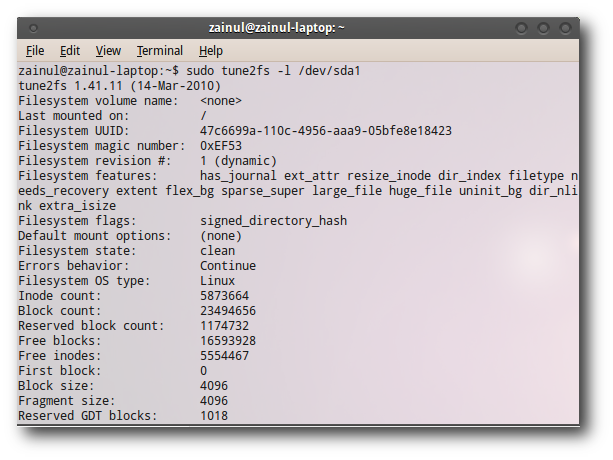 zainul@zainul-laptop: ~
File Edit View Terminal Help
zainul@zainul-laptop:~$ sudo tune2fs -l /dev/sda1
tune2fs 1.41.11 (14-Mar-2010)
Filesystem volume name:   <none>
Last mounted on:          /
Filesystem UUID:          47c6699a-110c-4956-aaa9-05bfe8e18423
Filesystem magic number:  0xEF53
Filesystem revision #:    1 (dynamic)
Filesystem features:      has_journal ext_attr resize_inode dir_index filetype n
eeds_recovery extent flex_bg sparse_super large_file huge_file uninit_bg dir_nli
nk extra_isize
Filesystem flags:         signed_directory_hash
Default mount options:    (none)
Filesystem state:         clean
Errors behavior:          Continue
Filesystem OS type:       Linux
Inode count:              5873664
Block count:              23494656
Reserved block count:     1174732
Free blocks:              16593928
Free inodes:              5554467
First block:              0
Block size:               4096
Fragment size:            4096
Reserved GDT blocks:      1018